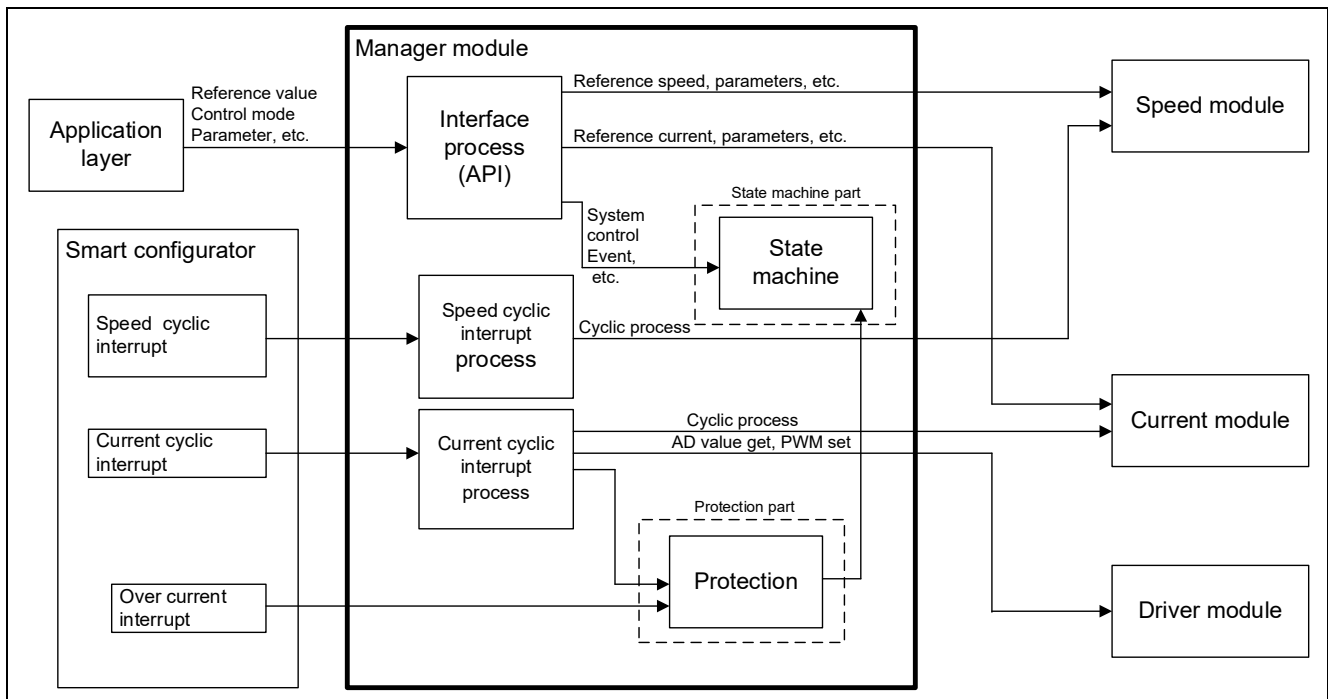 Manager module
Reference value
Control mode
Parameter, etc.
Application
layer
Interface
process
(API)
Reference speed, parameters, etc.
Reference current, parameters, etc.
Speed module
System
control
Event,
etc.
State machine part
State
machine
Smart configurator
Speed cyclic
interrupt
Speed cyclic
interrupt
process
Cyclic process
Current cyclic
interrupt
Current cyclic
interrupt
process
Cyclic process
AD value get, PWM set
Current module
Protection part
Protection
Over current
interrupt
Driver module